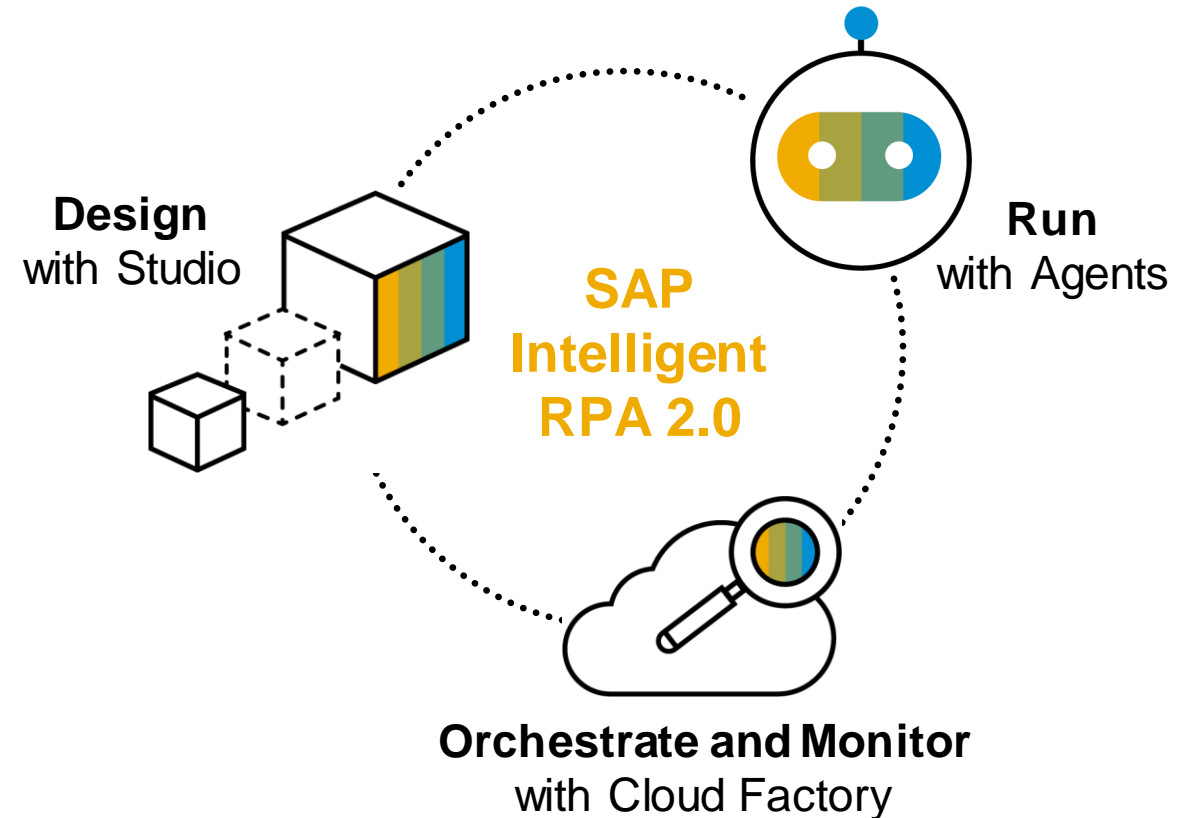 Design
with Studio
SAP
Intelligent
RPA 2.0
Run
with Agents
Orchestrate and Monitor
with Cloud Factory